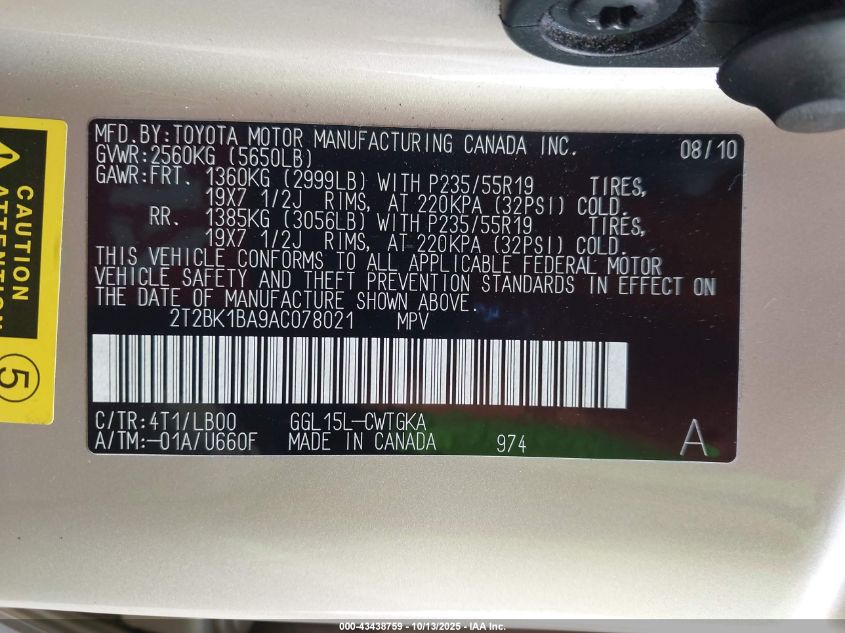 MFD.BY:TOYOTA MOTOR MANUFACTURING CANADA INC. 08/10
GVWR:2560KG (5650LB)
GAWR:FRT. 1360KG (2999LB) WITH P235/55R19 TIRES,
19X7 1/2J RIMS, AT 220KPA (32PSI) COLD.
RR. 1385KG (3056LB) WITH P235/55R19 TIRES,
19X7 1/2J RIMS, AT 220KPA (32PSI) COLD.
THIS VEHICLE CONFORMS TO ALL APPLICABLE FEDERAL MOTOR
VEHICLE SAFETY AND THEFT PREVENTION STANDARDS IN EFFECT ON
THE DATE OF MANUFACTURE SHOWN ABOVE.
2T2BK1BA9AC078021 MPV
C/TR:4T1/LB00 GGL15L-CWTGKA
A/TM:-01A/U660F MADE IN CANADA 974 A
CAUTION
ATTENTION
5
000-43438759 - 10/13/2025 - IAA Inc.